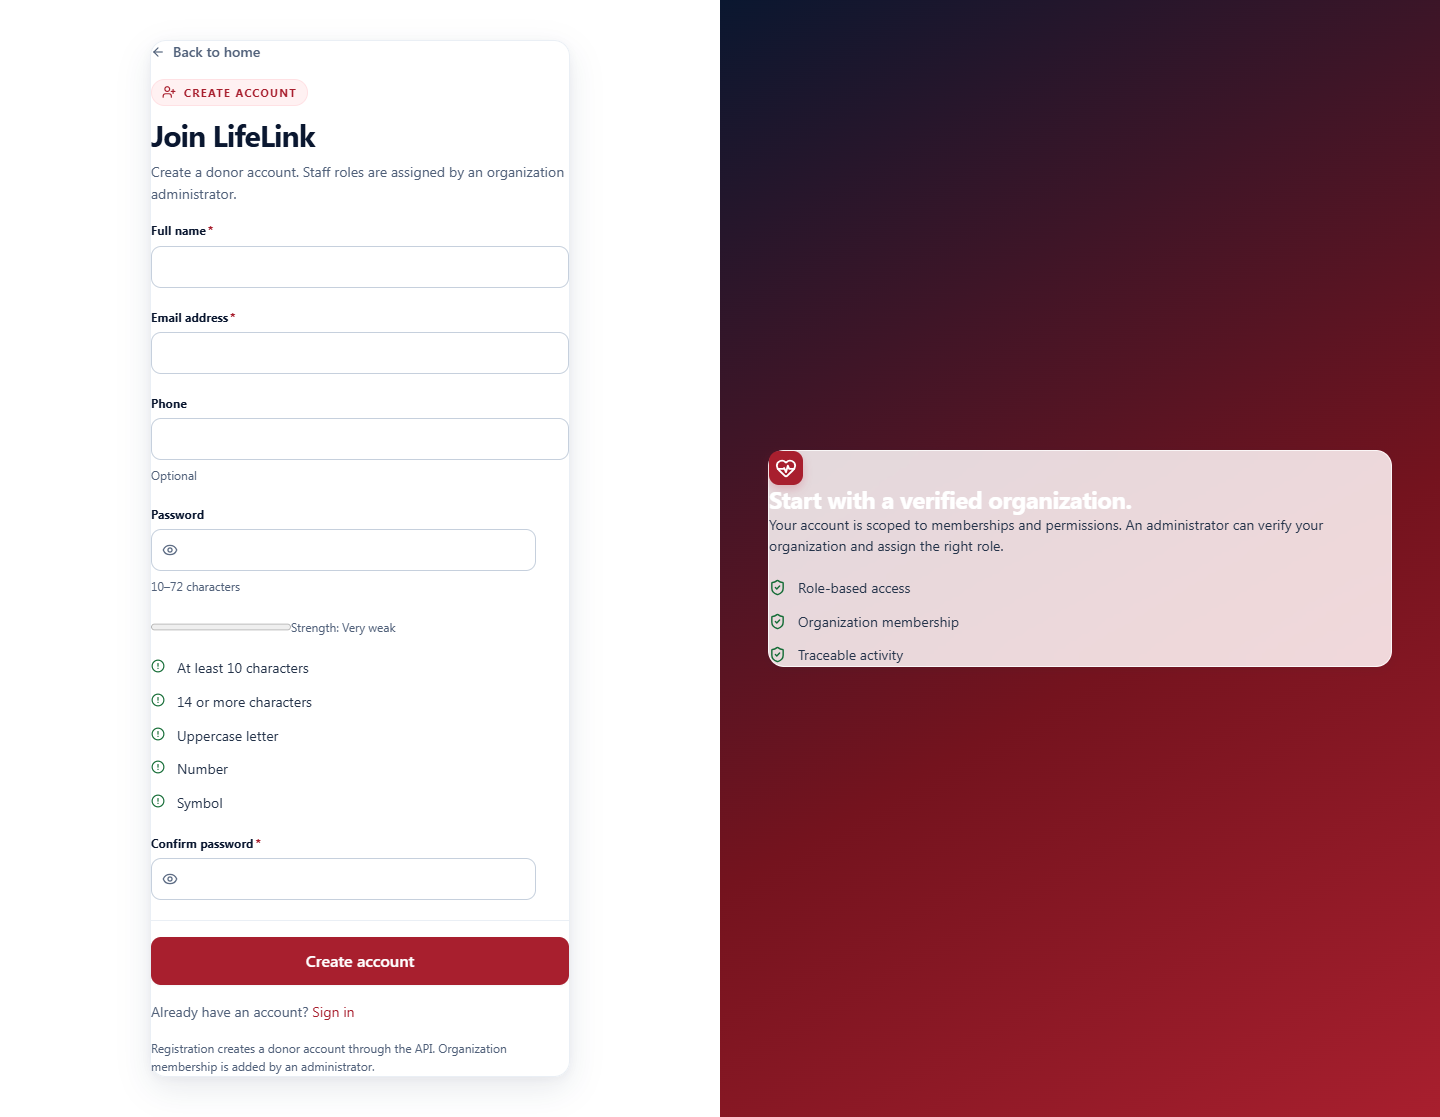 Back to home
CREATE ACCOUNT
Join LifeLink
Create a donor account. Staff roles are assigned by an organization
administrator.
Full name*
Email address*
Phone
Optional
Password
10–72 characters
Strength: Very weak
At least 10 characters
14 or more characters
Uppercase letter
Number
Symbol
Confirm password*
Create account
Already have an account? Sign in
Registration creates a donor account through the API. Organization
membership is added by an administrator.
Start with a verified organization.
Your account is scoped to memberships and permissions. An administrator can verify your
organization and assign the right role.
Role-based access
Organization membership
Traceable activity